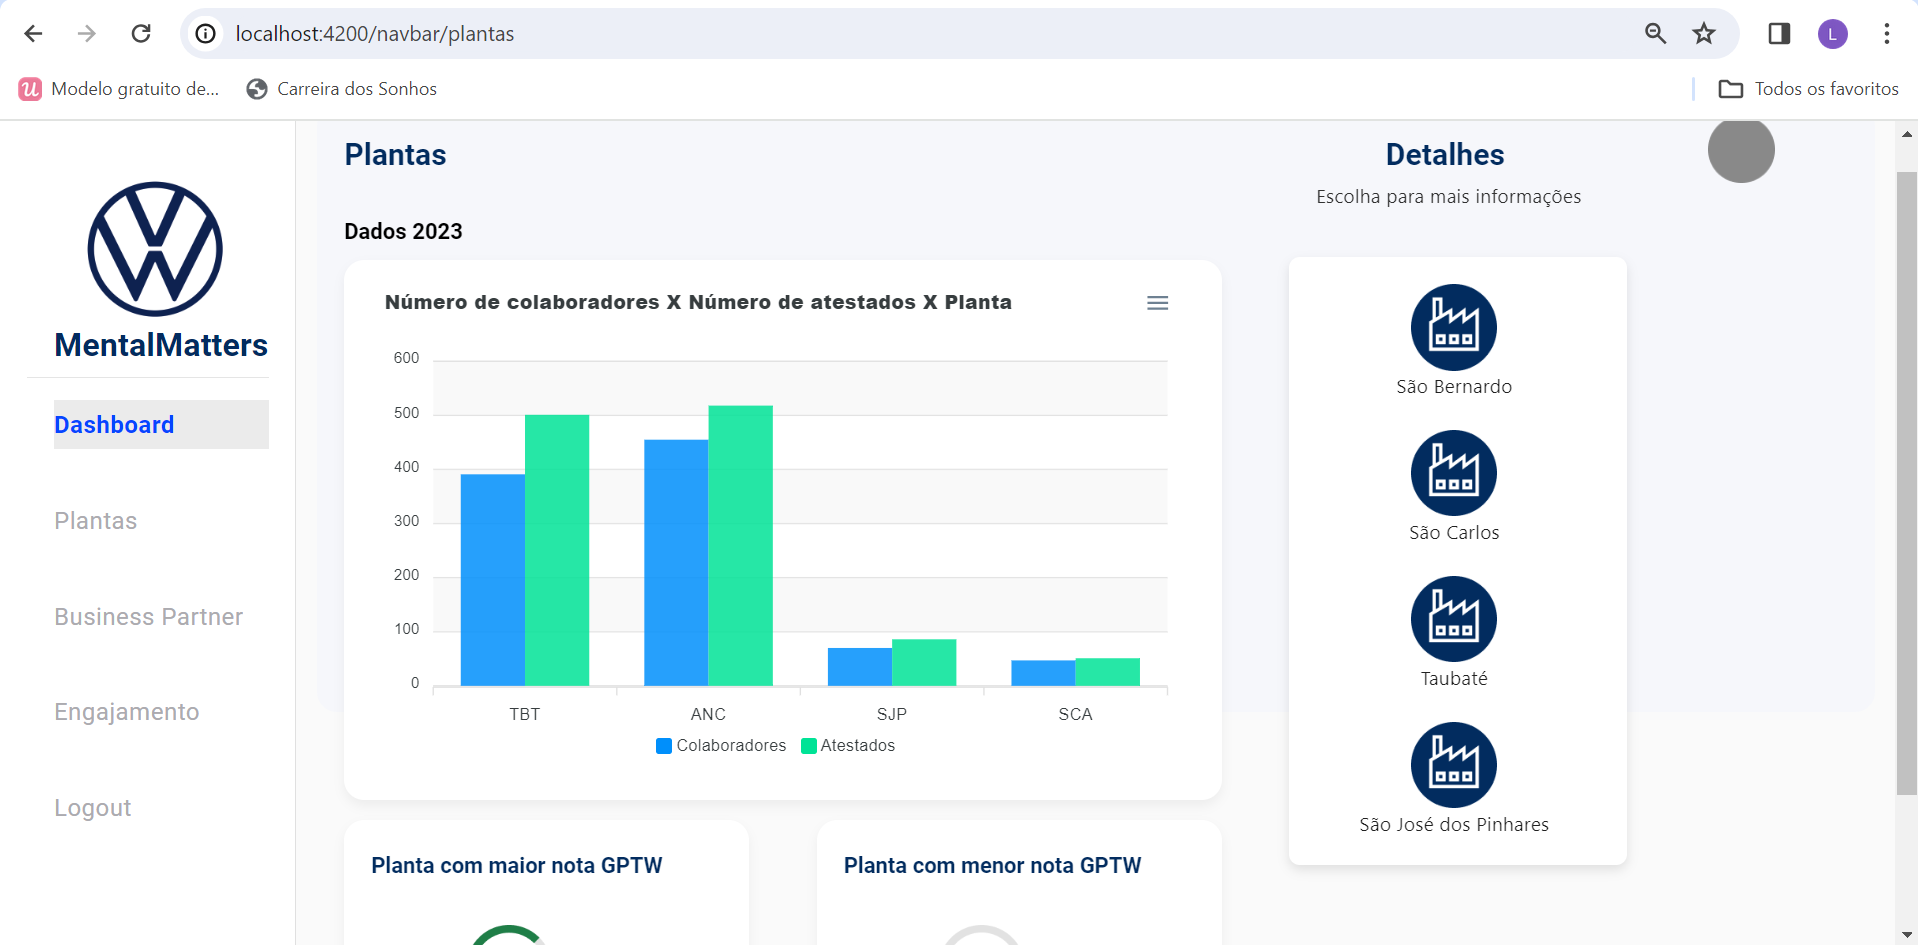 localhost:4200/navbar/plantas
L
Modelo gratuito de...
Carreira dos Sonhos
Todos os favoritos
MentalMatters
Dashboard
Plantas
Business Partner
Engajamento
Logout
Plantas
Dados 2023
Número de colaboradores X Número de atestados X Planta
600
500
400
300
200
100
0
TBT
ANC
SJP
SCA
Colaboradores
Atestados
Planta com maior nota GPTW
Planta com menor nota GPTW
Detalhes
Escolha para mais informações
São Bernardo
São Carlos
Taubaté
São José dos Pinhares